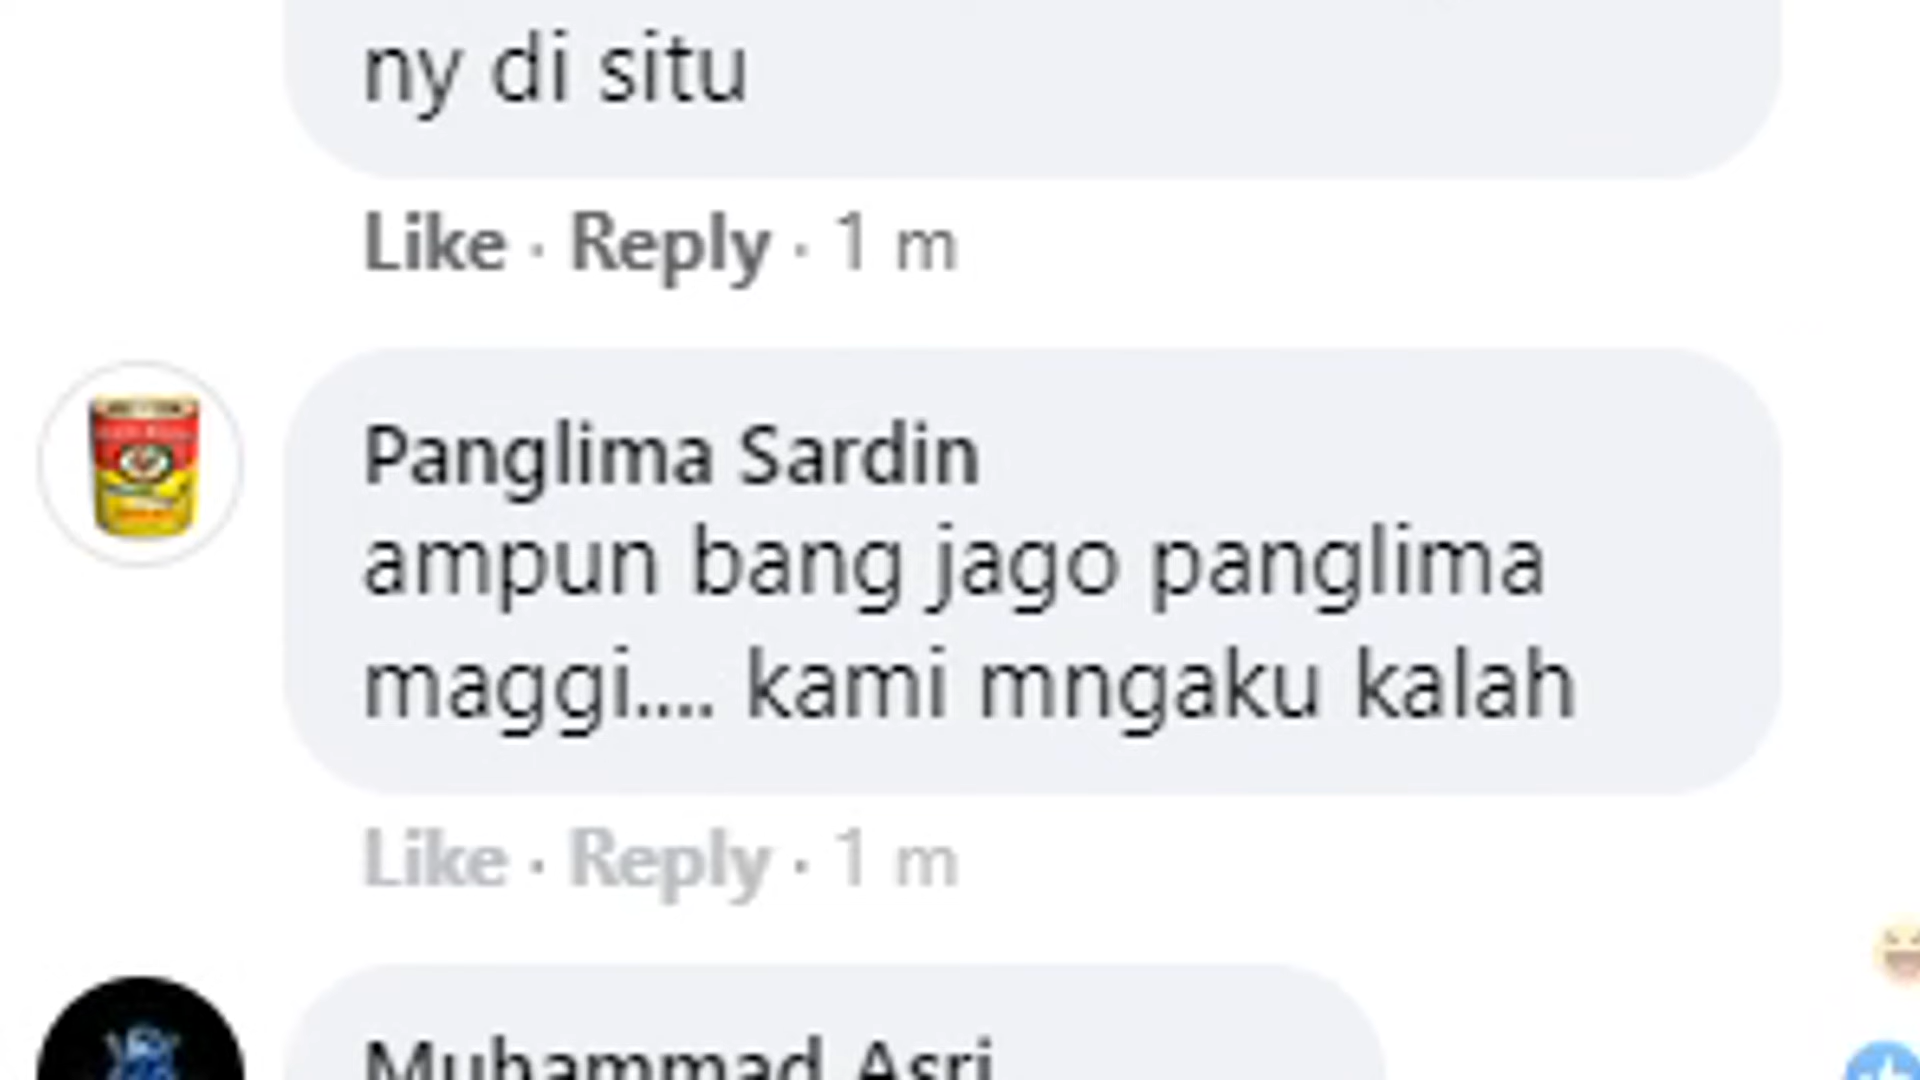 ny di situ
Like · Reply · 1 m
Panglima Sardin
ampun bang jago panglima
maggi.... kami mngaku kalah
Like · Reply · 1 m
Muhammad Asri